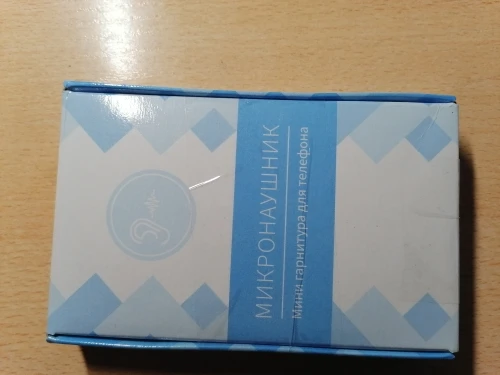 МИКРОНАУШНИК
Мини гарнитура для телефона